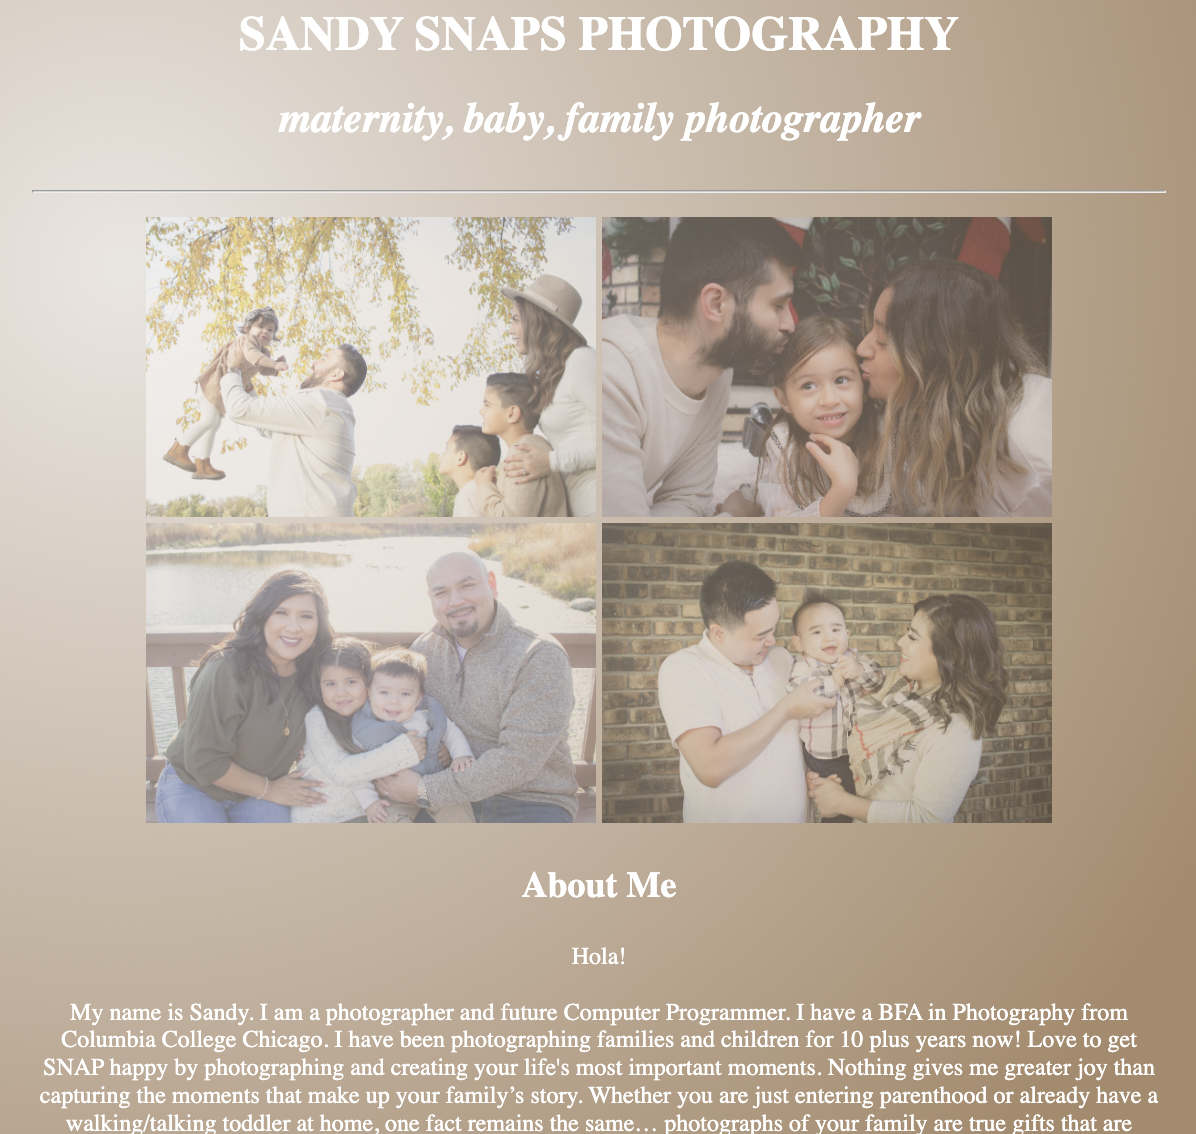 SANDY SNAPS PHOTOGRAPHY
maternity, baby, family photographer
About Me
Hola!
My name is Sandy. I am a photographer and future Computer Programmer. I have a BFA in Photography from
Columbia College Chicago. I have been photographing families and children for 10 plus years now! Love to get
SNAP happy by photographing and creating your life's most important moments. Nothing gives me greater joy than
capturing the moments that make up your family’s story. Whether you are just entering parenthood or already have a
walking/talking toddler at home, one fact remains the same… photographs of your family are true gifts that are